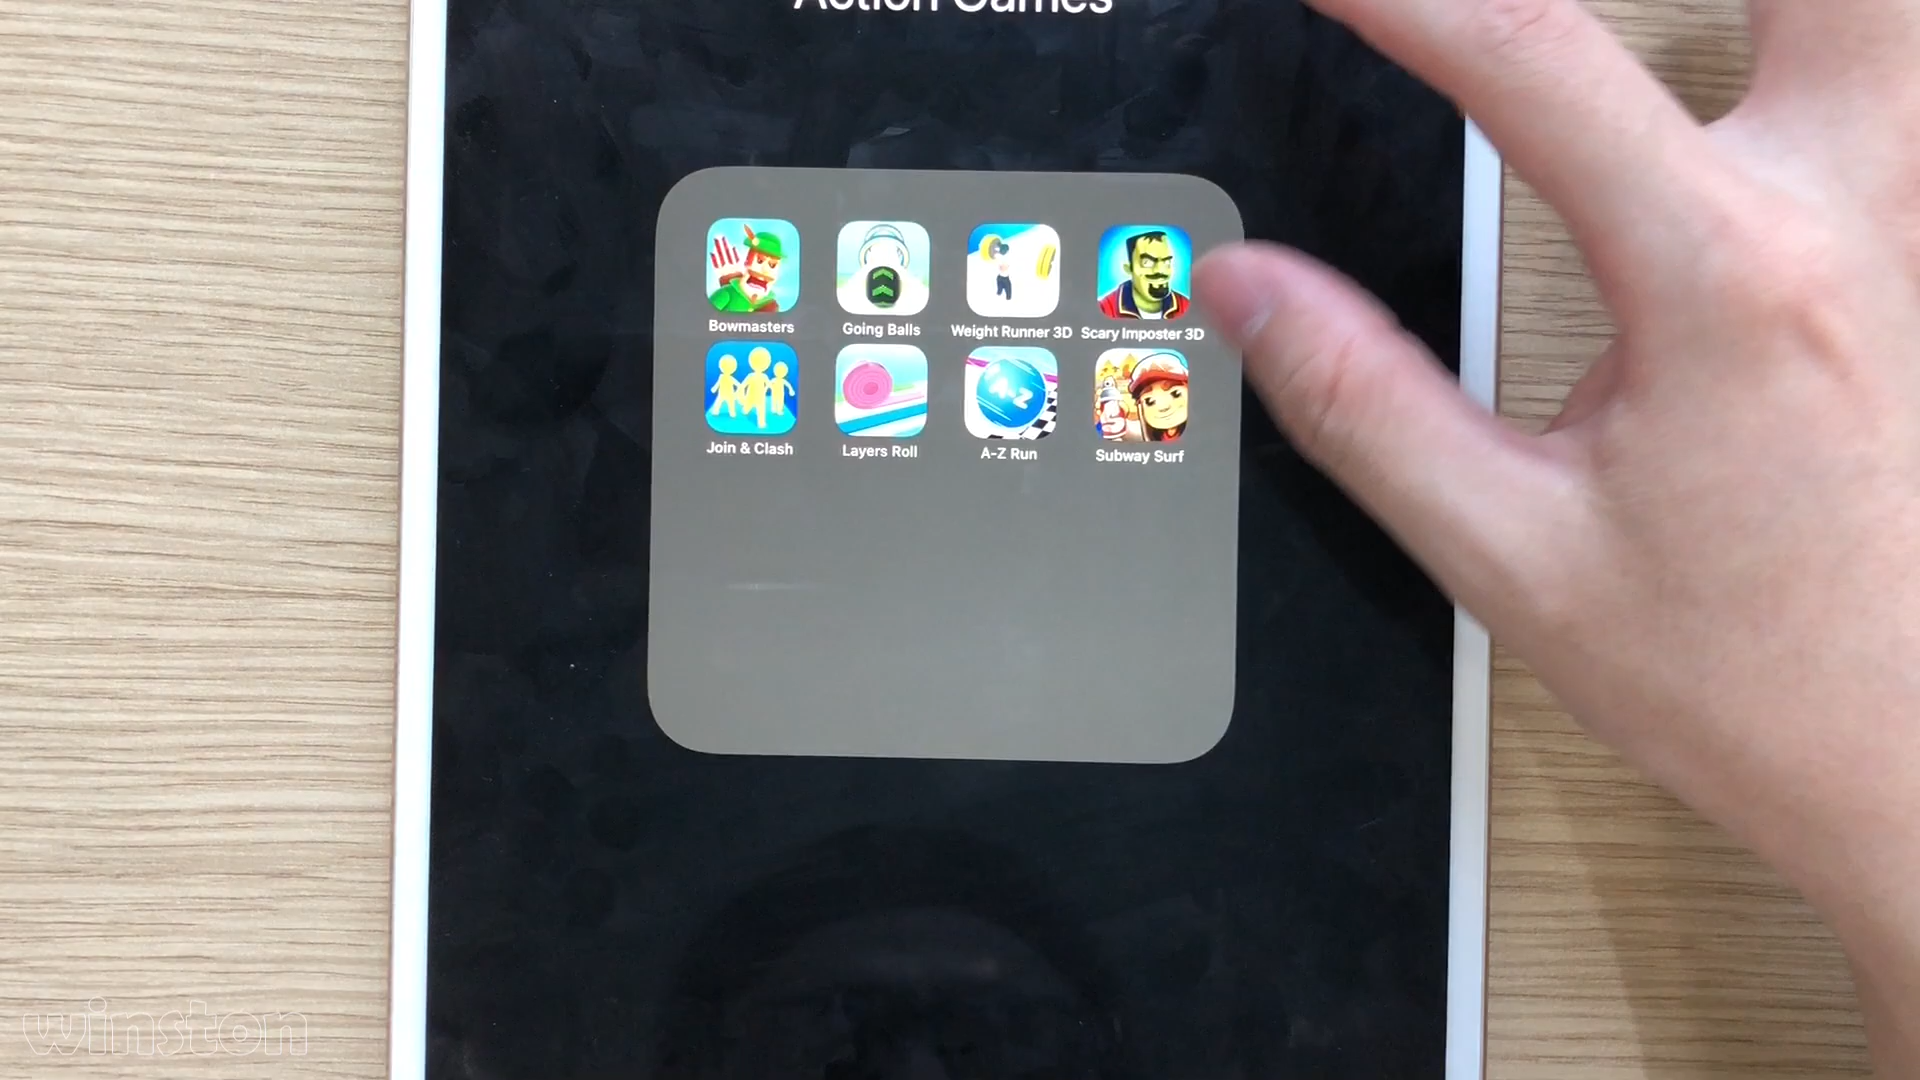 Action Games
Bowmasters
Going Balls
Weight Runner 3D
Scary Imposter 3D
Join & Clash
Layers Roll
A-Z
A-Z Run
Subway Surf
winston